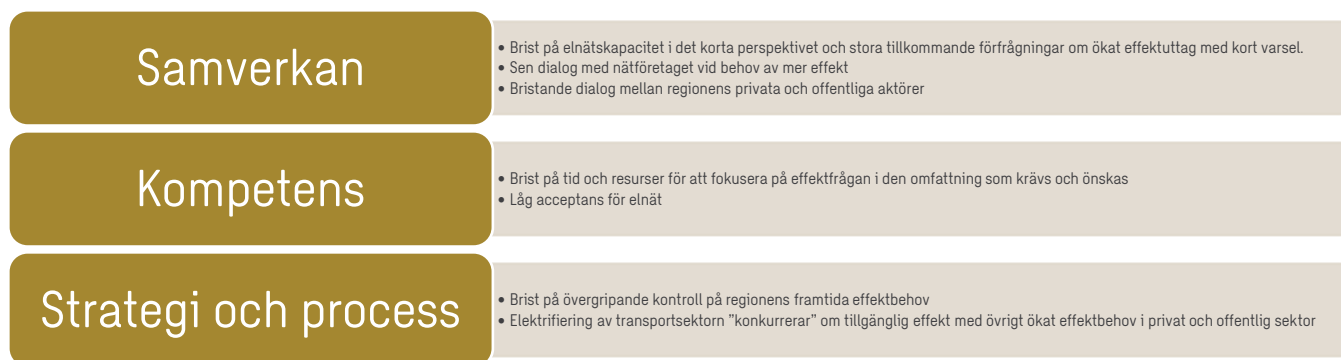 Samverkan
• Brist på elnätskapacitet i det korta perspektivet och stora tillkommande förfrågningar om ökat effektuttag med kort varsel.
• Sen dialog med nätföretaget vid behov av mer effekt
• Bristande dialog mellan regionens privata och offentliga aktörer
Kompetens
• Brist på tid och resurser för att fokusera på effektfrågan i den omfattning som krävs och önskas
• Låg acceptans för elnät
Strategi och process
• Brist på övergripande kontroll på regionens framtida effektbehov
• Elektrifiering av transportsektorn ”konkurrerar” om tillgänglig effekt med övrigt ökat effektbehov i privat och offentlig sektor